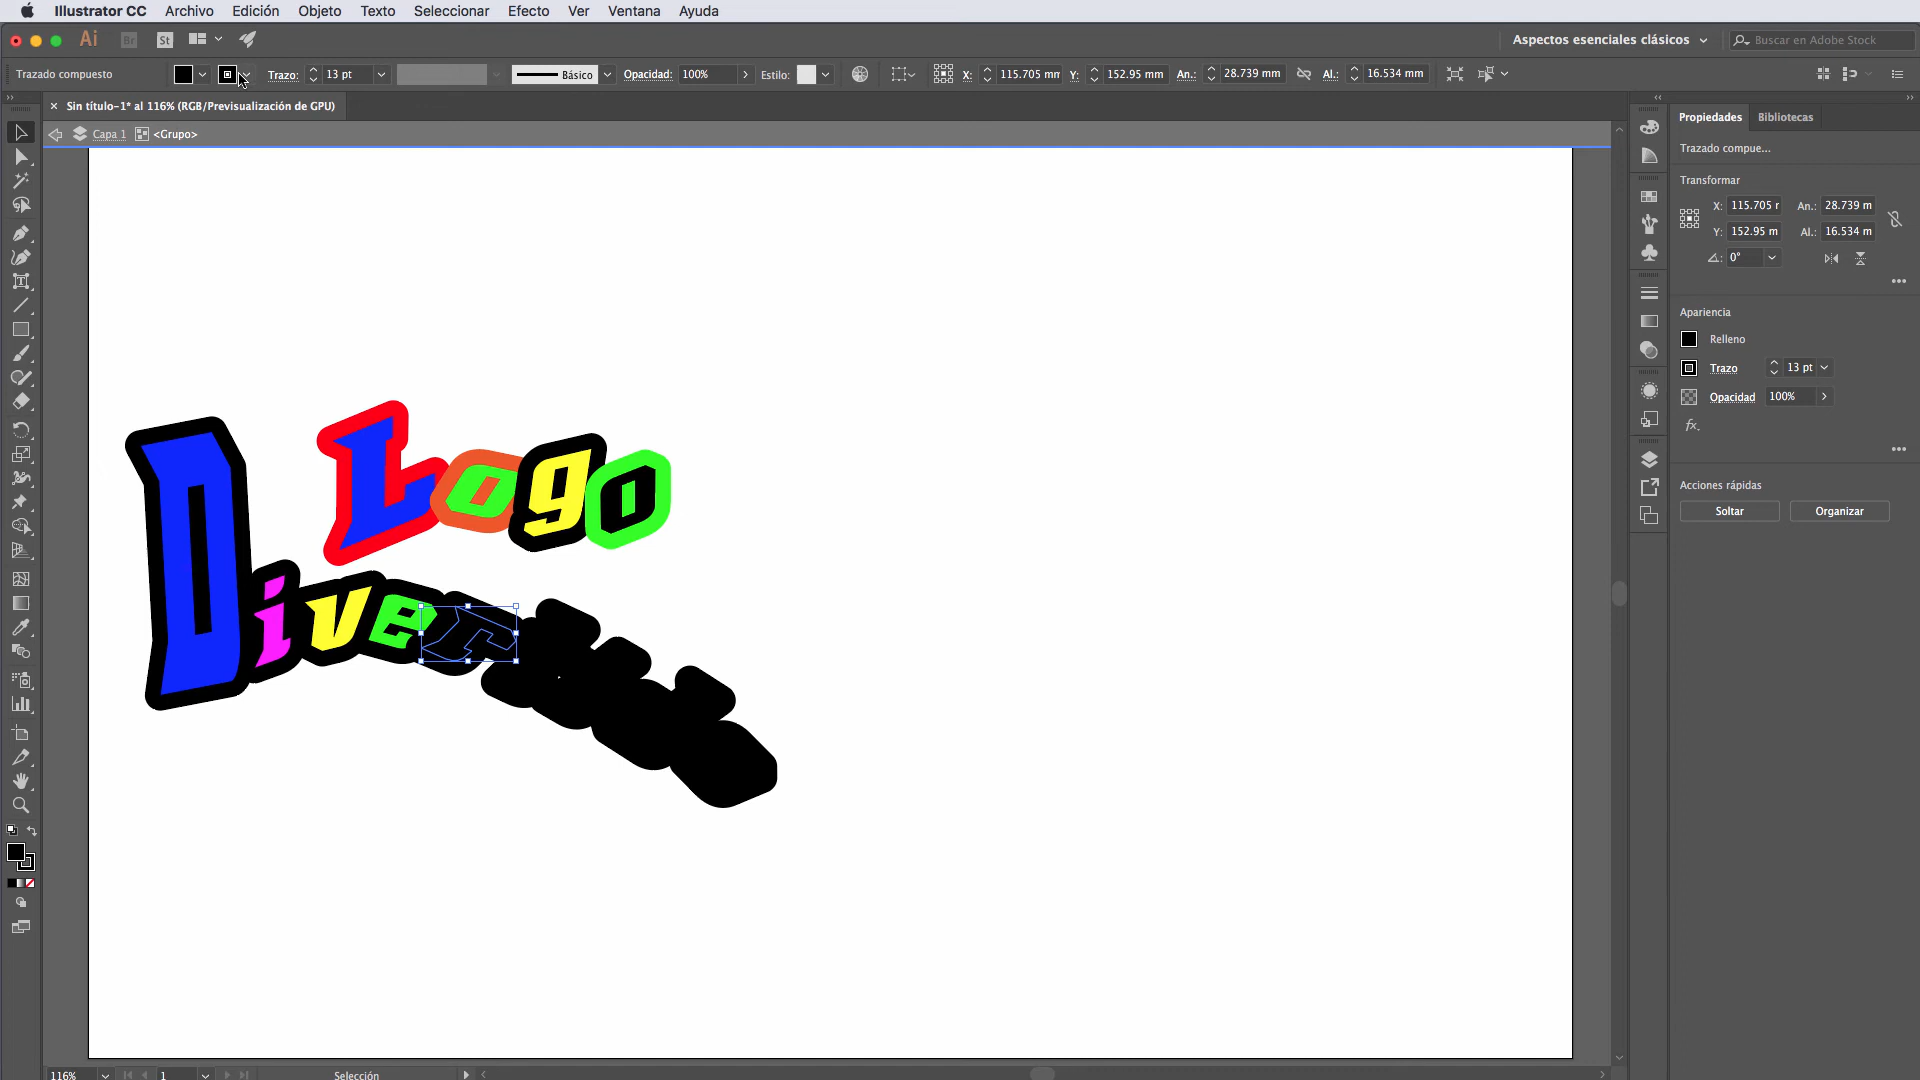 Illustrator CC Archivo Edición Objeto Texto Seleccionar Efecto Ver Ventana Ayuda
Ai Br St Aspectos esenciales clásicos Buscar en Adobe Stock
Trazado compuesto Trazo: 13 pt Básico Opacidad: 100% Estilo: X: 115.705 mm Y: 152.95 mm An.: 28.739 mm Al.: 16.534 mm
× Sin título-1* al 116% (RGB/Previsualización de GPU)
Capa 1 <Grupo>
Propiedades Bibliotecas
Trazado compue...
Transformar
X: 115.705 r An.: 28.739 m
Y: 152.95 m Al.: 16.534 m
0°
Apariencia
Relleno
Trazo 13 pt
Opacidad 100%
fx.
Acciones rápidas
Soltar Organizar
Logo
Diver
116% 1 Selección